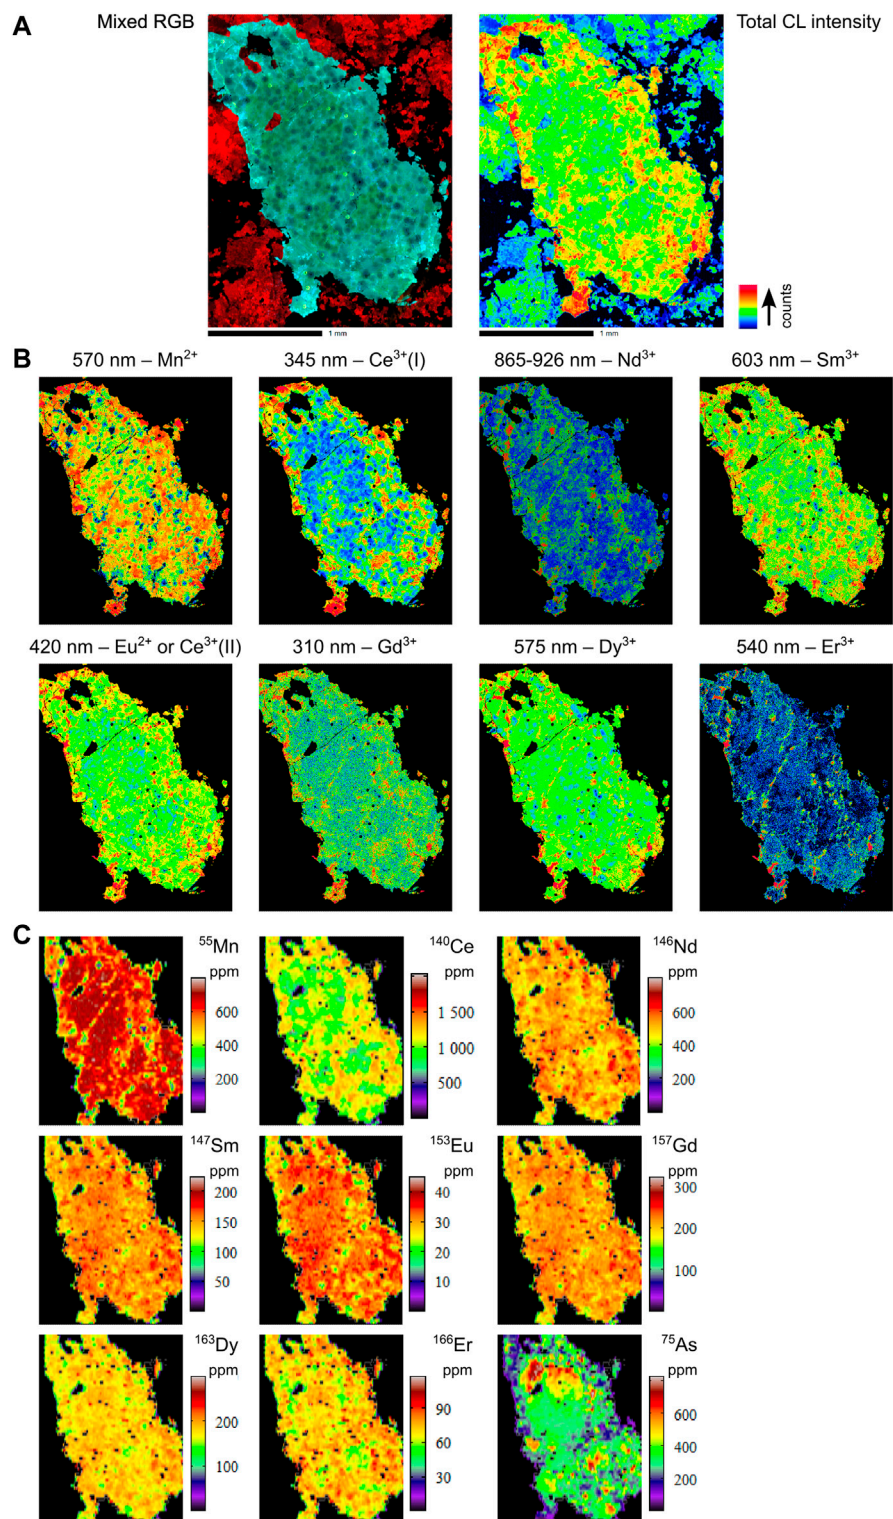 A
Mixed RGB
Total CL intensity
counts
1 mm
1 mm
B
570 nm – Mn²⁺
345 nm – Ce³⁺(I)
865-926 nm – Nd³⁺
603 nm – Sm³⁺
420 nm – Eu²⁺ or Ce³⁺(II)
310 nm – Gd³⁺
575 nm – Dy³⁺
540 nm – Er³⁺
C
⁵⁵Mn
ppm
600
400
200
¹⁴⁰Ce
ppm
1 500
1 000
500
¹⁴⁶Nd
ppm
600
400
200
¹⁴⁷Sm
ppm
200
150
100
50
¹⁵³Eu
ppm
40
30
20
10
¹⁵⁷Gd
ppm
300
200
100
¹⁶³Dy
ppm
200
100
¹⁶⁶Er
ppm
90
60
30
⁷⁵As
ppm
600
400
200